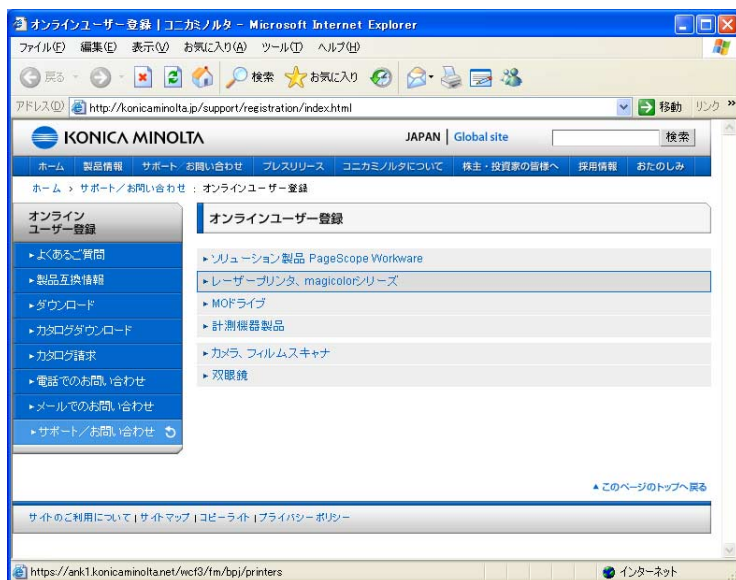 オンラインユーザー登録 | コニカミノルタ - Microsoft Internet Explorer
ファイル(F) 編集(E) 表示(V) お気に入り(A) ツール(T) ヘルプ(H)
戻る 検索 お気に入り
アドレス(D) http://konicaminolta.jp/support/registration/index.html 移動 リンク »
KONICA MINOLTA JAPAN | Global site 検索
ホーム 製品情報 サポート/お問い合わせ プレスリリース コニカミノルタについて 株主・投資家の皆様へ 採用情報 おたのしみ
ホーム › サポート/お問い合わせ : オンラインユーザー登録
オンライン
ユーザー登録
オンラインユーザー登録
よくあるご質問
製品互換情報
ダウンロード
カタログダウンロード
カタログ請求
電話でのお問い合わせ
メールでのお問い合わせ
サポート/お問い合わせ
ソリューション製品 PageScope Workware
レーザープリンタ、magicolorシリーズ
MOドライブ
計測機器製品
カメラ、フィルムスキャナ
双眼鏡
▲このページのトップへ戻る
サイトのご利用について | サイトマップ | コピーライト | プライバシーポリシー
https://ank1.konicaminolta.net/wcf3/fm/bpj/printers インターネット